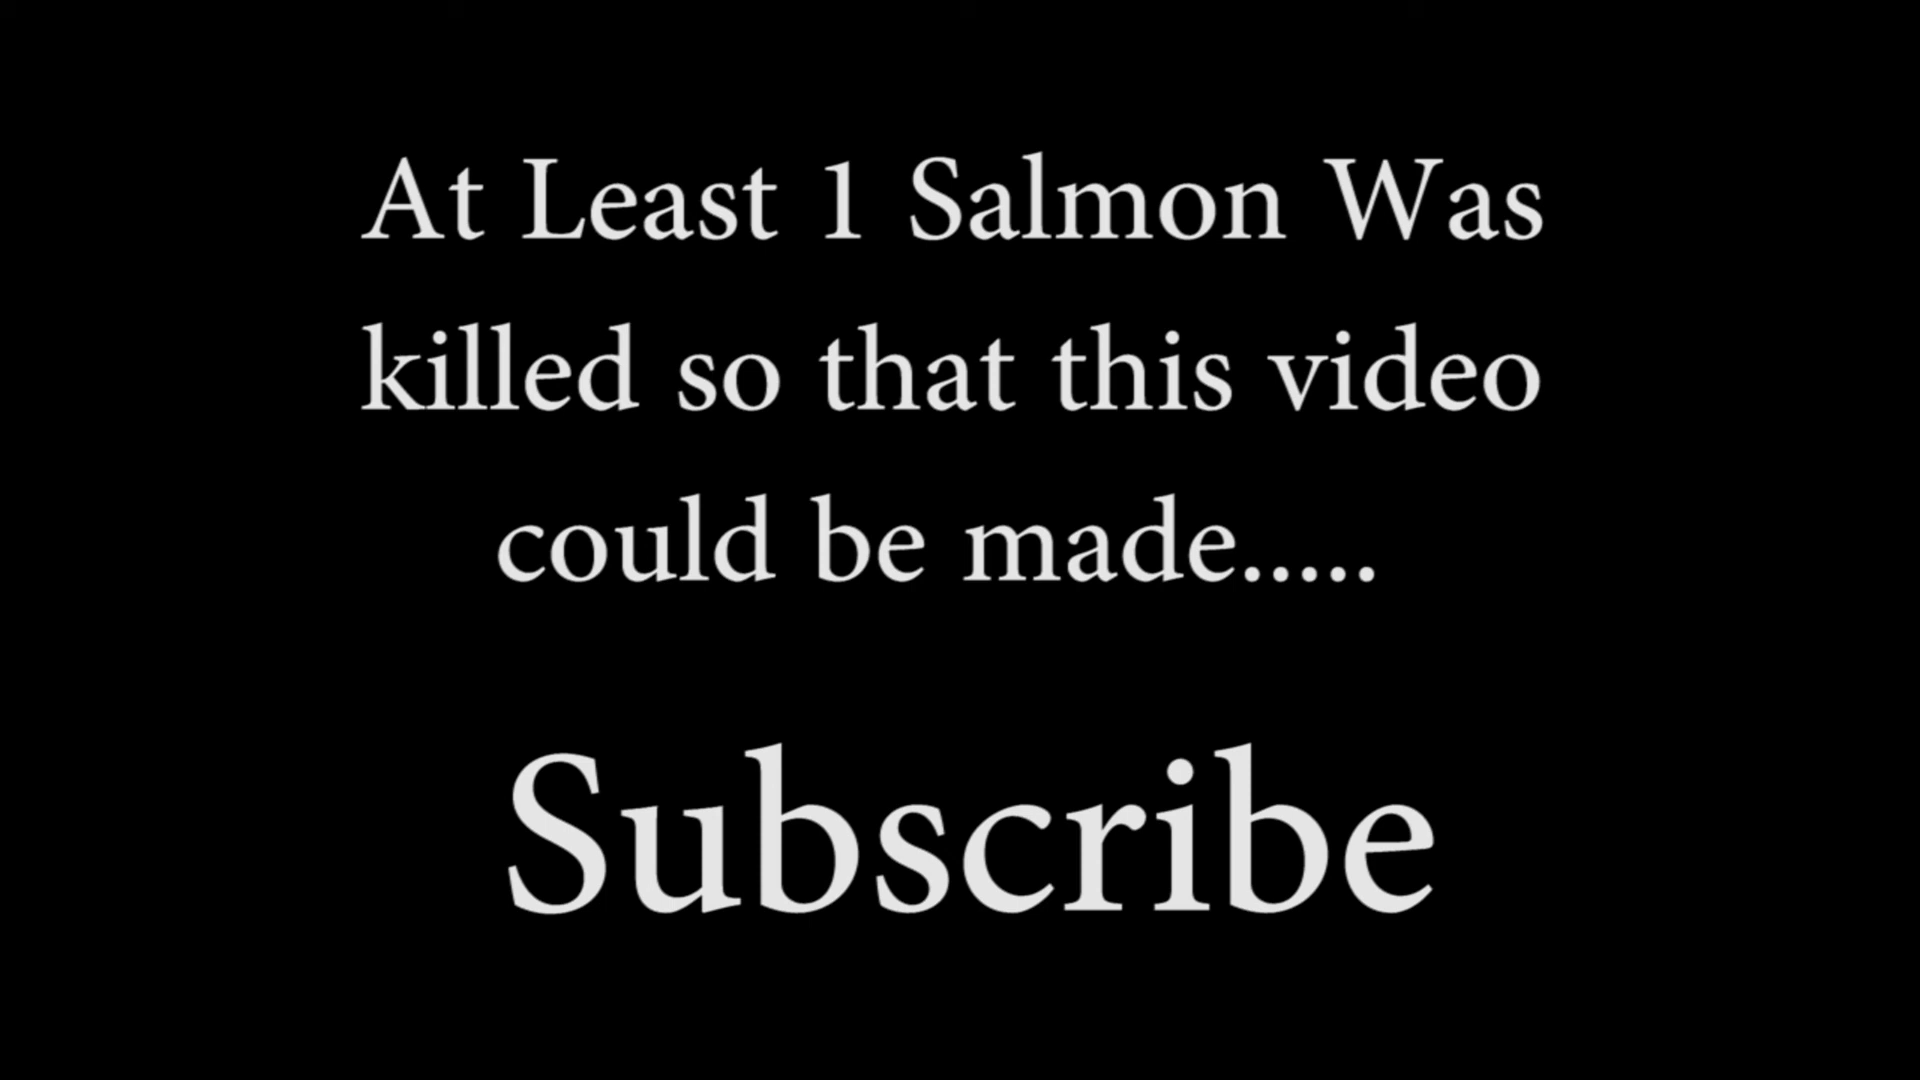 At Least 1 Salmon Was
killed so that this video
could be made.....
Subscribe